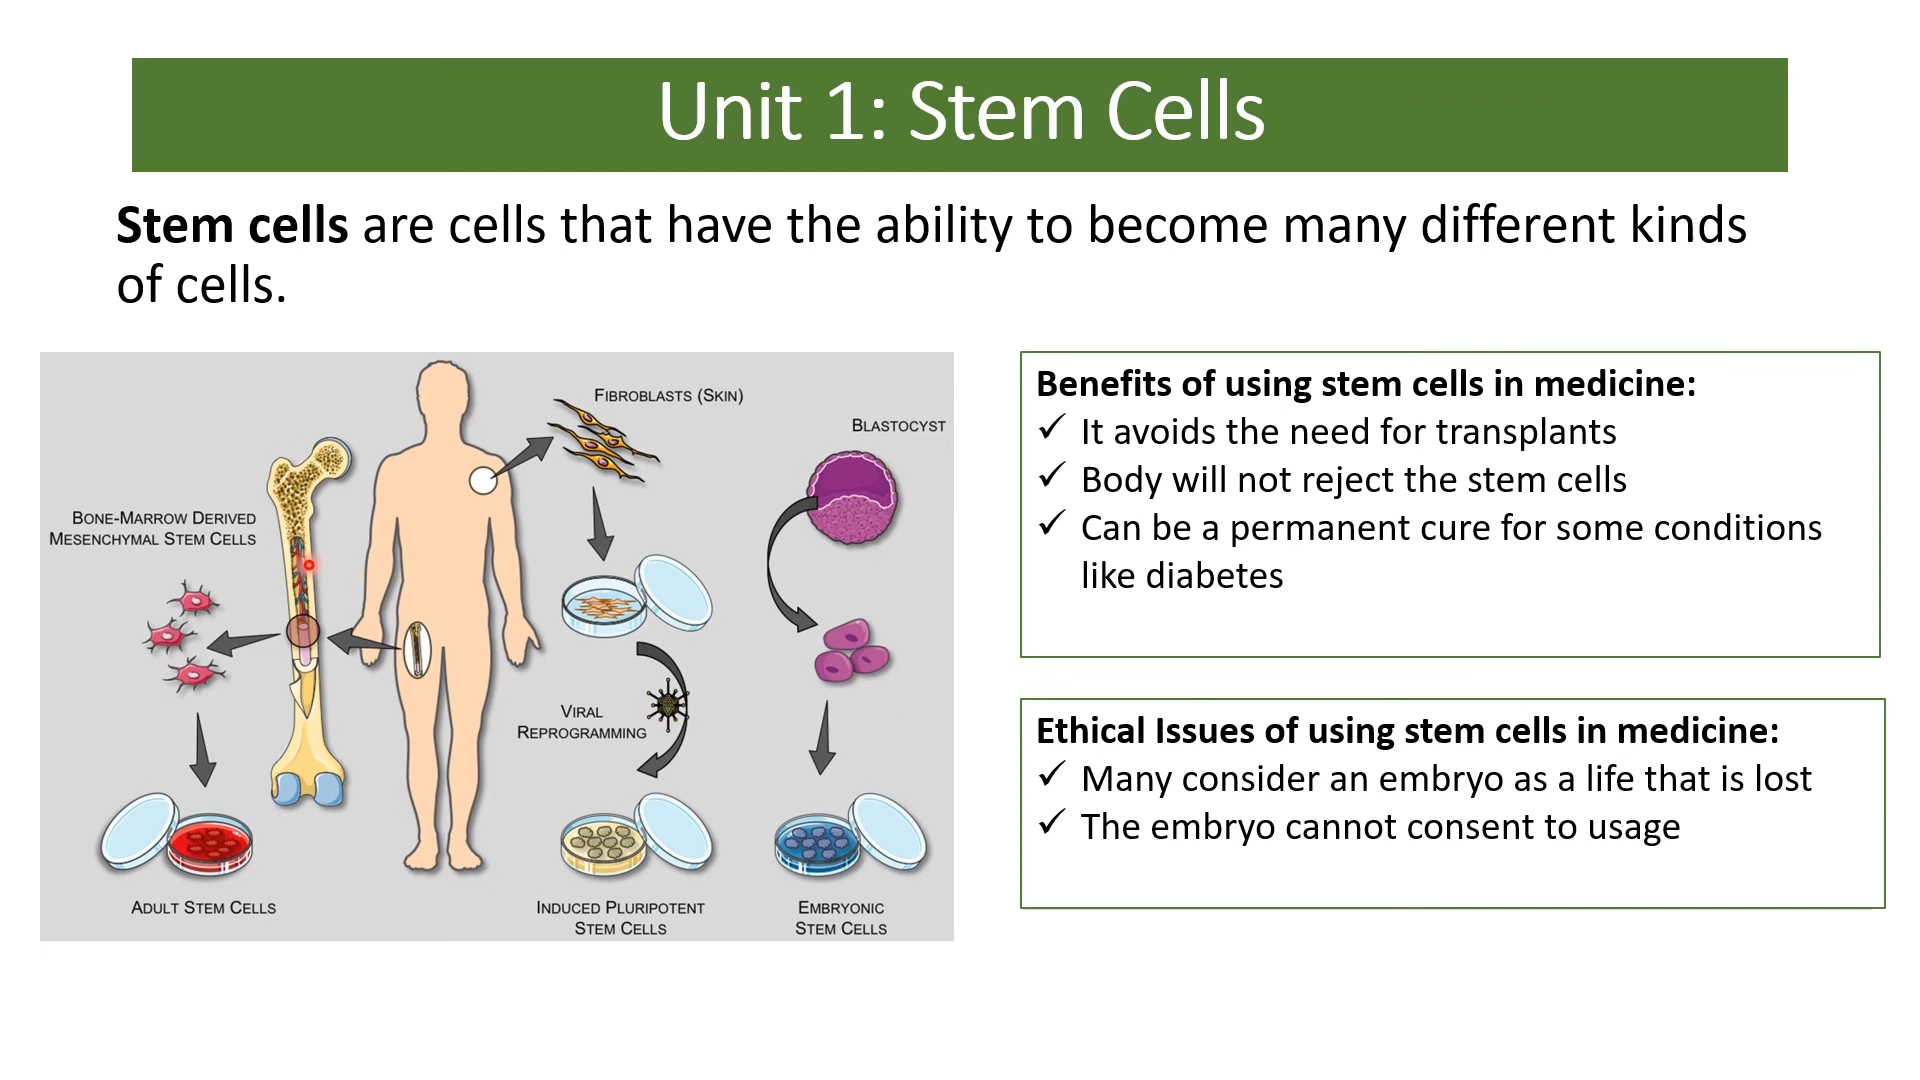 Unit 1: Stem Cells
Stem cells are cells that have the ability to become many different kinds
of cells.
FIBROBLASTS (SKIN)
BLASTOCYST
BONE-MARROW DERIVED
MESENCHYMAL STEM CELLS
VIRAL
REPROGRAMMING
ADULT STEM CELLS
INDUCED PLURIPOTENT
STEM CELLS
EMBRYONIC
STEM CELLS
Benefits of using stem cells in medicine:
✓ It avoids the need for transplants
✓ Body will not reject the stem cells
✓ Can be a permanent cure for some conditions
like diabetes
Ethical Issues of using stem cells in medicine:
✓ Many consider an embryo as a life that is lost
✓ The embryo cannot consent to usage